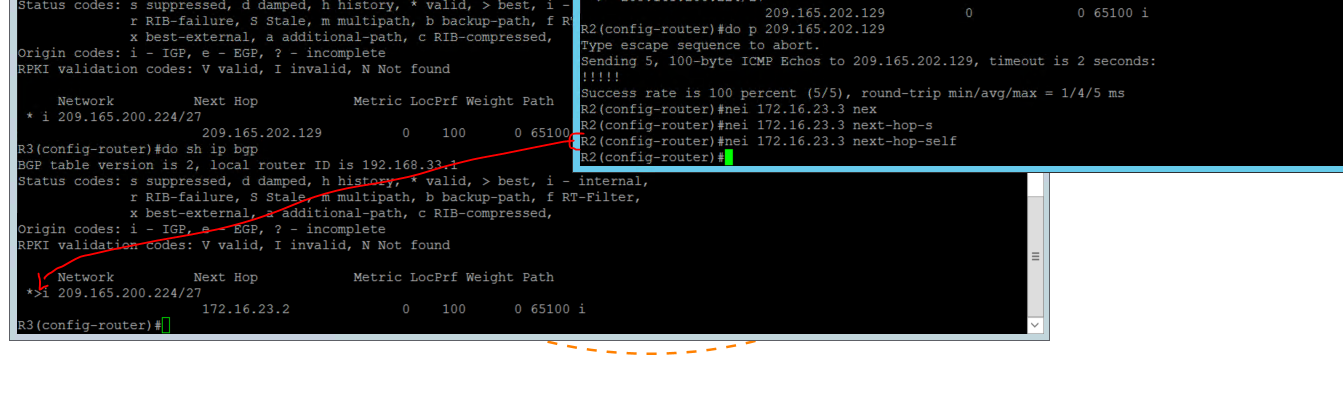 Status codes: s suppressed, d damped, h history, * valid, > best, i -
r RIB-failure, S Stale, m multipath, b backup-path, f
x best-external, a additional-path, c RIB-compressed,
Origin codes: i - IGP, e - EGP, ? - incomplete
RPKI validation codes: V valid, I invalid, N Not found
Network Next Hop Metric LocPrf Weight Path
* i 209.165.200.224/27
209.165.202.129 0 100 0 65100
R3(config-router)#do sh ip bgp
BGP table version is 2, local router ID is 192.168.33.1
Status codes: s suppressed, d damped, h history, * valid, > best, i - internal,
r RIB-failure, S Stale, m multipath, b backup-path, f RT-Filter,
x best-external, a additional-path, c RIB-compressed,
Origin codes: i - IGP, e - EGP, ? - incomplete
RPKI validation codes: V valid, I invalid, N Not found
Network Next Hop Metric LocPrf Weight Path
*>i 209.165.200.224/27
172.16.23.2 0 100 0 65100 i
R3(config-router)#
209.165.202.129 0 0 65100 i
R2(config-router)#do p 209.165.202.129
Type escape sequence to abort.
Sending 5, 100-byte ICMP Echos to 209.165.202.129, timeout is 2 seconds:
!!!!!
Success rate is 100 percent (5/5), round-trip min/avg/max = 1/4/5 ms
R2(config-router)#nei 172.16.23.3 nex
R2(config-router)#nei 172.16.23.3 next-hop-s
R2(config-router)#nei 172.16.23.3 next-hop-self
R2(config-router)#